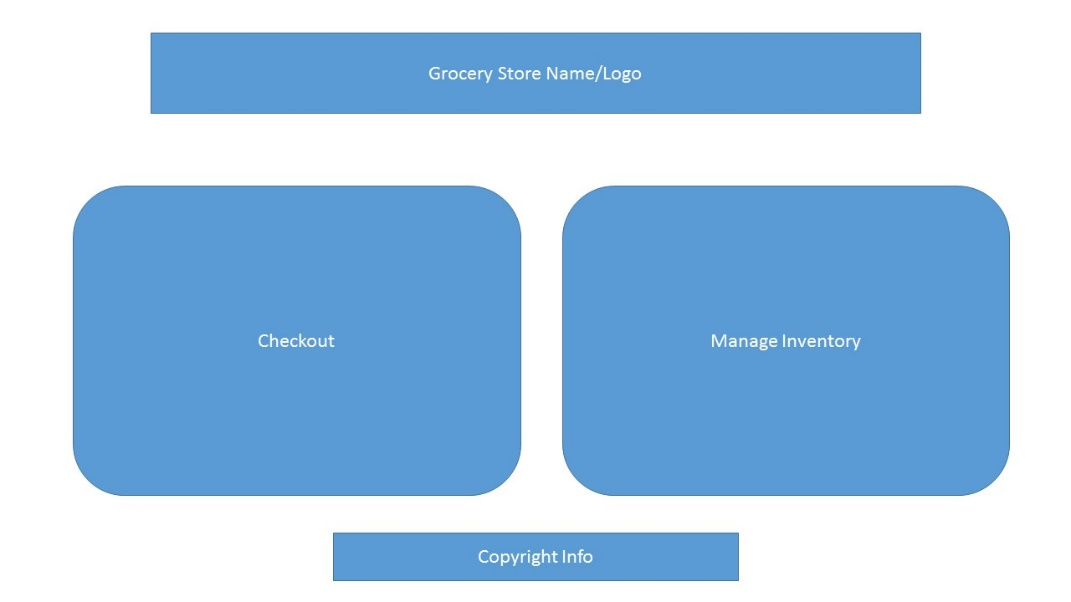 Grocery Store Name/Logo
Checkout
Manage Inventory
Copyright Info